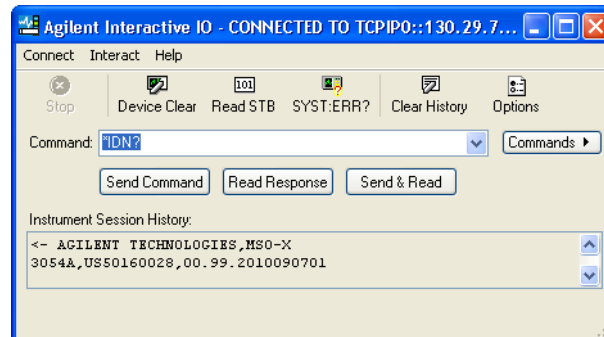 Agilent Interactive IO - CONNECTED TO TCPIP0::130.29.7...
Connect Interact Help
Stop Device Clear Read STB SYST:ERR? Clear History Options
Command: *IDN? Commands
Send Command Read Response Send & Read
Instrument Session History:
<- AGILENT TECHNOLOGIES,MSO-X
3054A,US50160028,00.99.2010090701